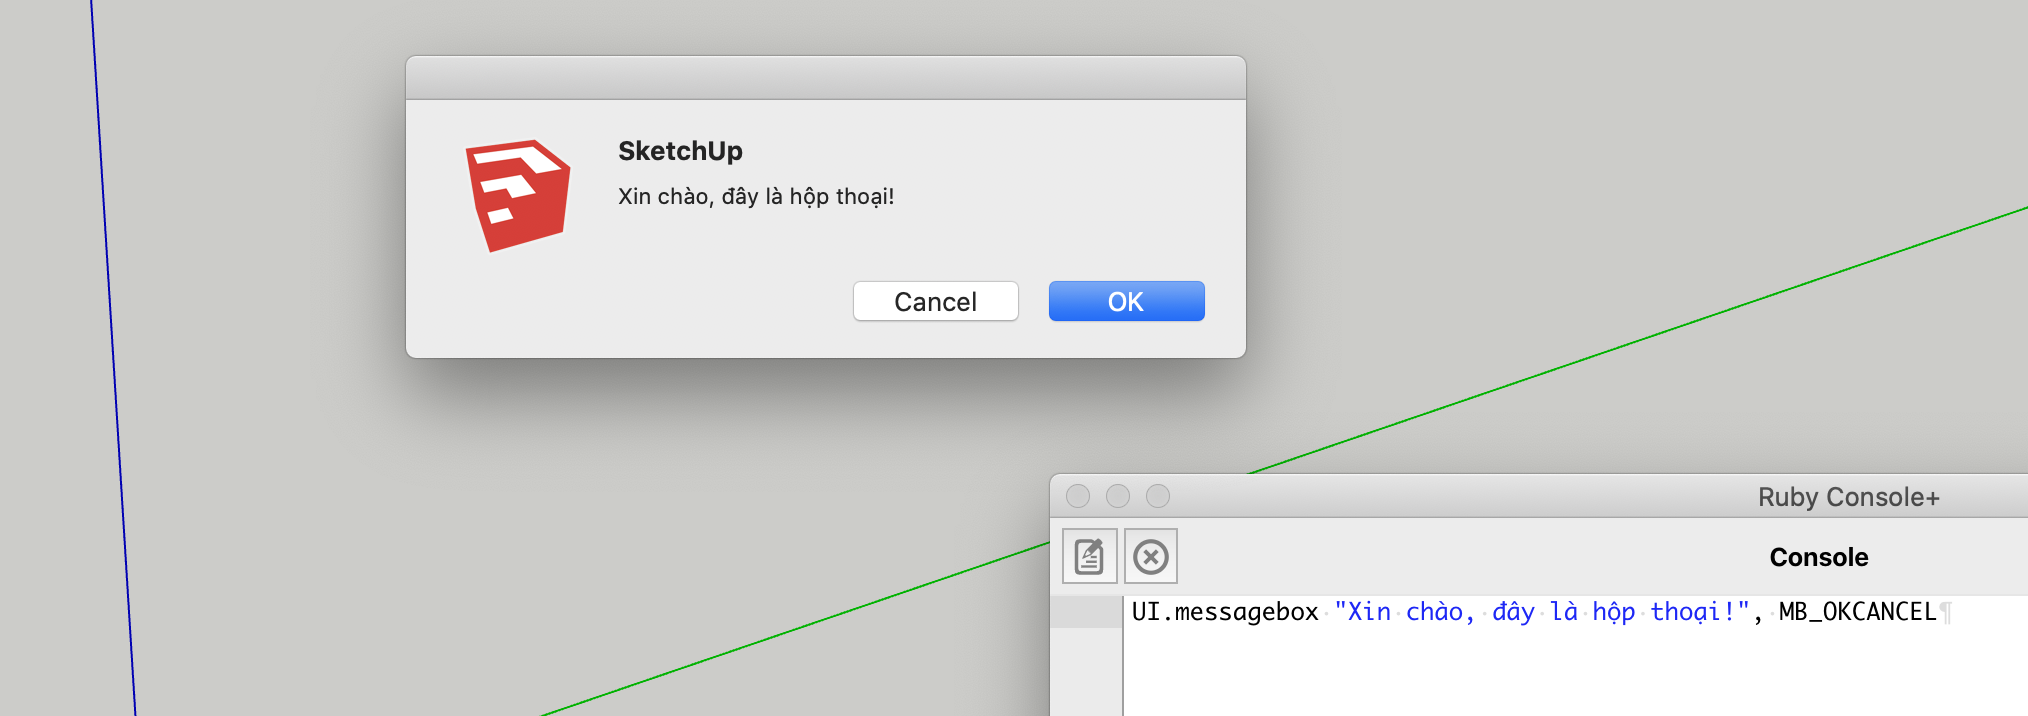 SketchUp
Xin chào, đây là hộp thoại!
Cancel
OK
Ruby Console+
Console
UI.messagebox "Xin chào, đây là hộp thoại!", MB_OKCANCEL¶